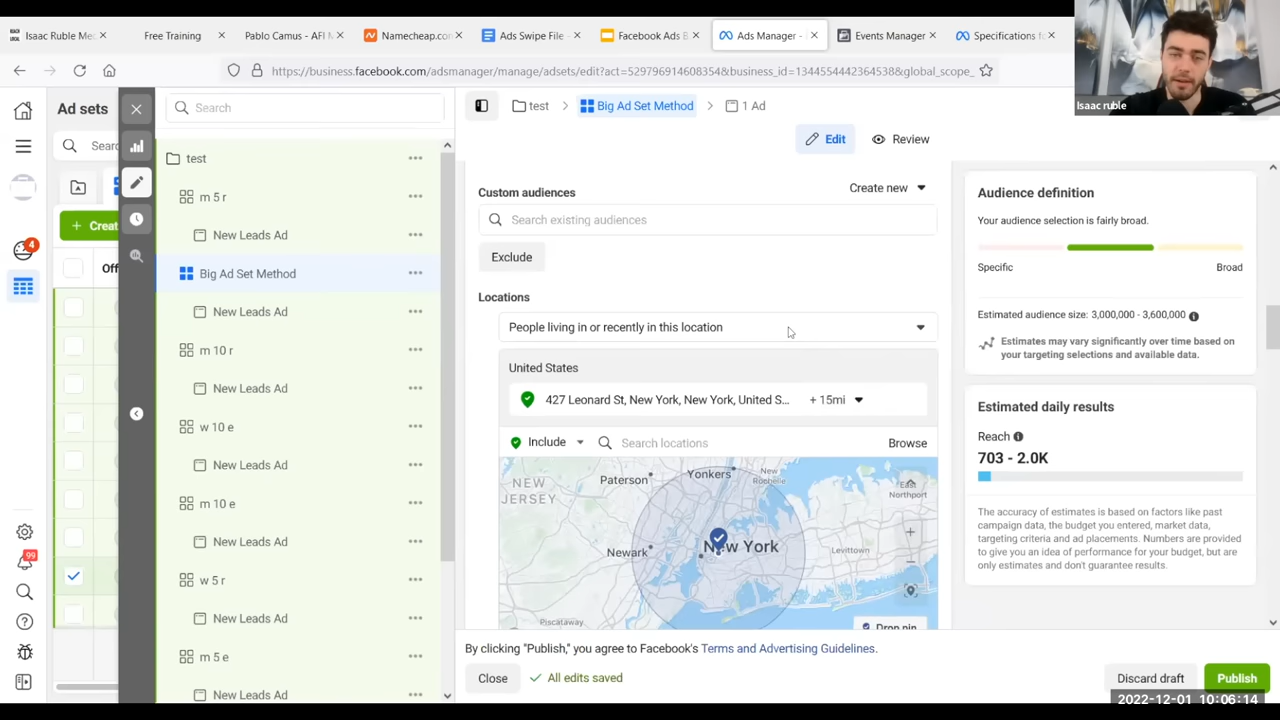 Isaac Ruble Me
Free Training
Pablo Camus - AFI M
Namecheap.co
Ads Swipe File -
Facebook Ads B
Ads Manager -
Events Manager
Specifications fo
https://business.facebook.com/adsmanager/manage/adsets/edit?act=529796914608354&business_id=1344554442364538&global_scope_
Isaac ruble
Ad sets
Search
test
Big Ad Set Method
1 Ad
Sear
Edit
Review
4
+ Creat
Off
99
test
m 5 r
New Leads Ad
Big Ad Set Method
New Leads Ad
m 10 r
New Leads Ad
w 10 e
New Leads Ad
m 10 e
New Leads Ad
w 5 r
New Leads Ad
m 5 e
New Leads Ad
Custom audiences
Create new
Search existing audiences
Exclude
Locations
People living in or recently in this location
United States
427 Leonard St, New York, New York, United S...
+ 15mi
Include
Search locations
Browse
NEW JERSEY
Paterson
Yonkers
New Rochelle
East Northport
Newark
New York
Levittown
Piscataway
Drop pin
Audience definition
Your audience selection is fairly broad.
Specific
Broad
Estimated audience size: 3,000,000 - 3,600,000
Estimates may vary significantly over time based on
your targeting selections and available data.
Estimated daily results
Reach
703 - 2.0K
The accuracy of estimates is based on factors like past
campaign data, the budget you entered, market data,
targeting criteria and ad placements. Numbers are provided
to give you an idea of performance for your budget, but are
only estimates and don't guarantee results.
By clicking "Publish," you agree to Facebook's Terms and Advertising Guidelines.
Close
All edits saved
Discard draft
Publish
2022-12-01 10:06:14